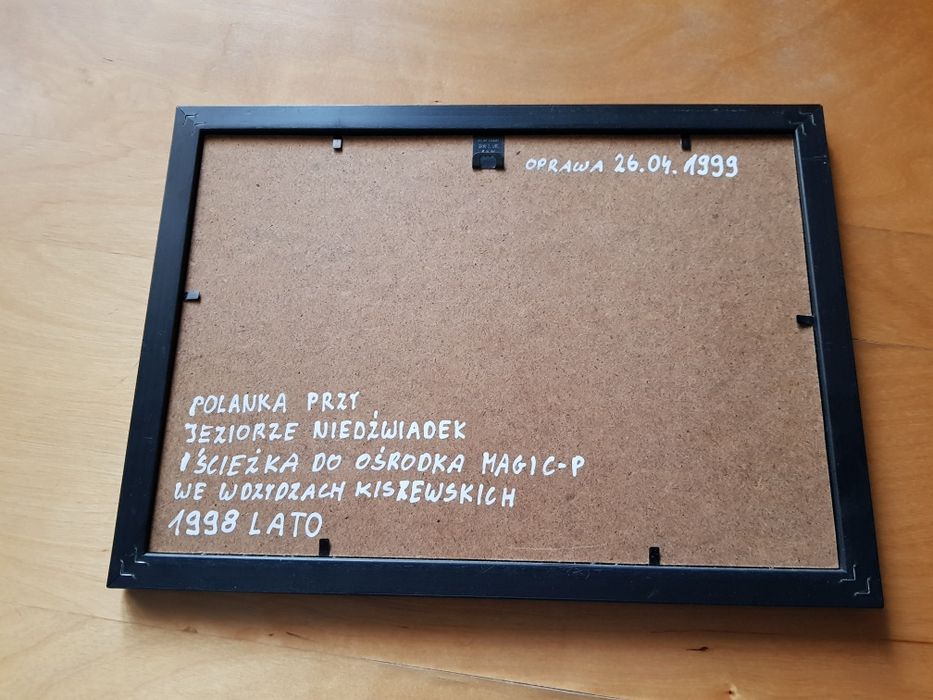 OPRAWA 26.04.1999
POLANKA PRZY
JEZIORZE NIEDŹWIADEK
I ŚCIEŻKA DO OŚRODKA MAGIC-P
WE WDZYDZACH KISZEWSKICH
1998 LATO